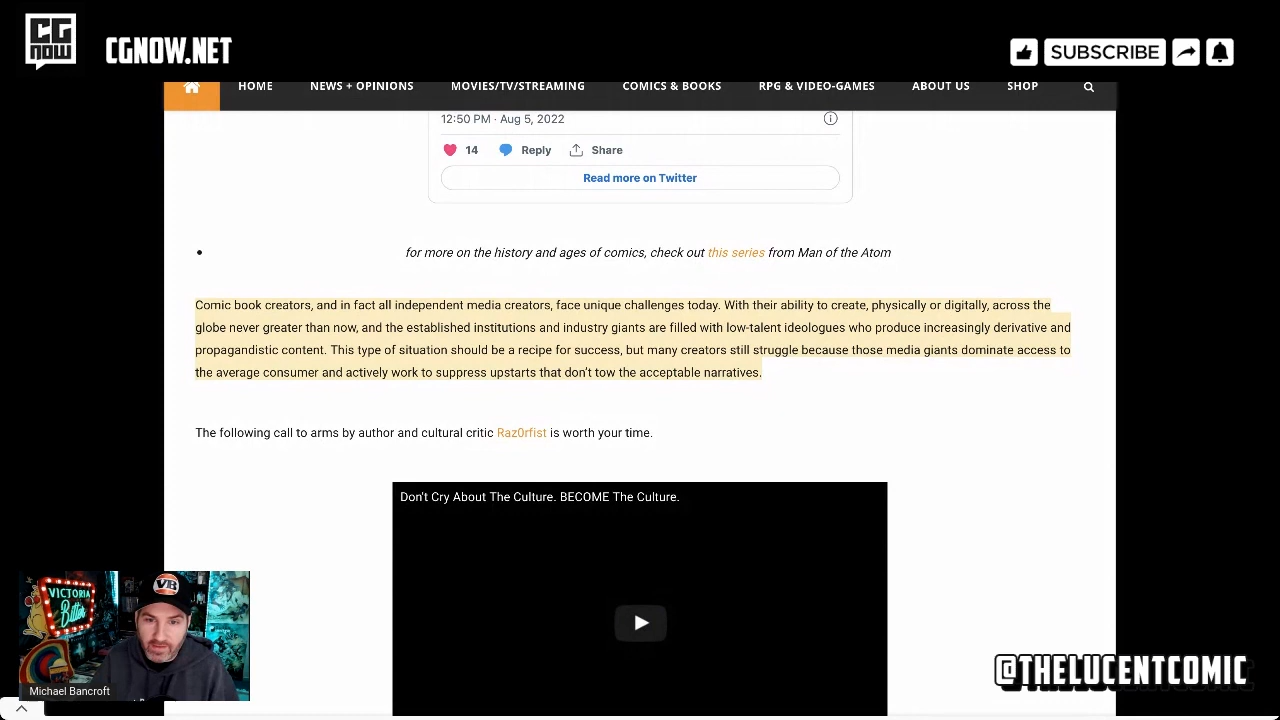 CG
NOW
CGNOW.NET
SUBSCRIBE
HOME
NEWS + OPINIONS
MOVIES/TV/STREAMING
COMICS & BOOKS
RPG & VIDEO-GAMES
ABOUT US
SHOP
12:50 PM · Aug 5, 2022
14
Reply
Share
Read more on Twitter
for more on the history and ages of comics, check out this series from Man of the Atom
Comic book creators, and in fact all independent media creators, face unique challenges today. With their ability to create, physically or digitally, across the
globe never greater than now, and the established institutions and industry giants are filled with low-talent ideologues who produce increasingly derivative and
propagandistic content. This type of situation should be a recipe for success, but many creators still struggle because those media giants dominate access to
the average consumer and actively work to suppress upstarts that don’t tow the acceptable narratives.
The following call to arms by author and cultural critic Raz0rfist is worth your time.
Don't Cry About The Culture. BECOME The Culture.
VICTORIA
Bitter
VB
Michael Bancroft
@THELUCENTCOMIC